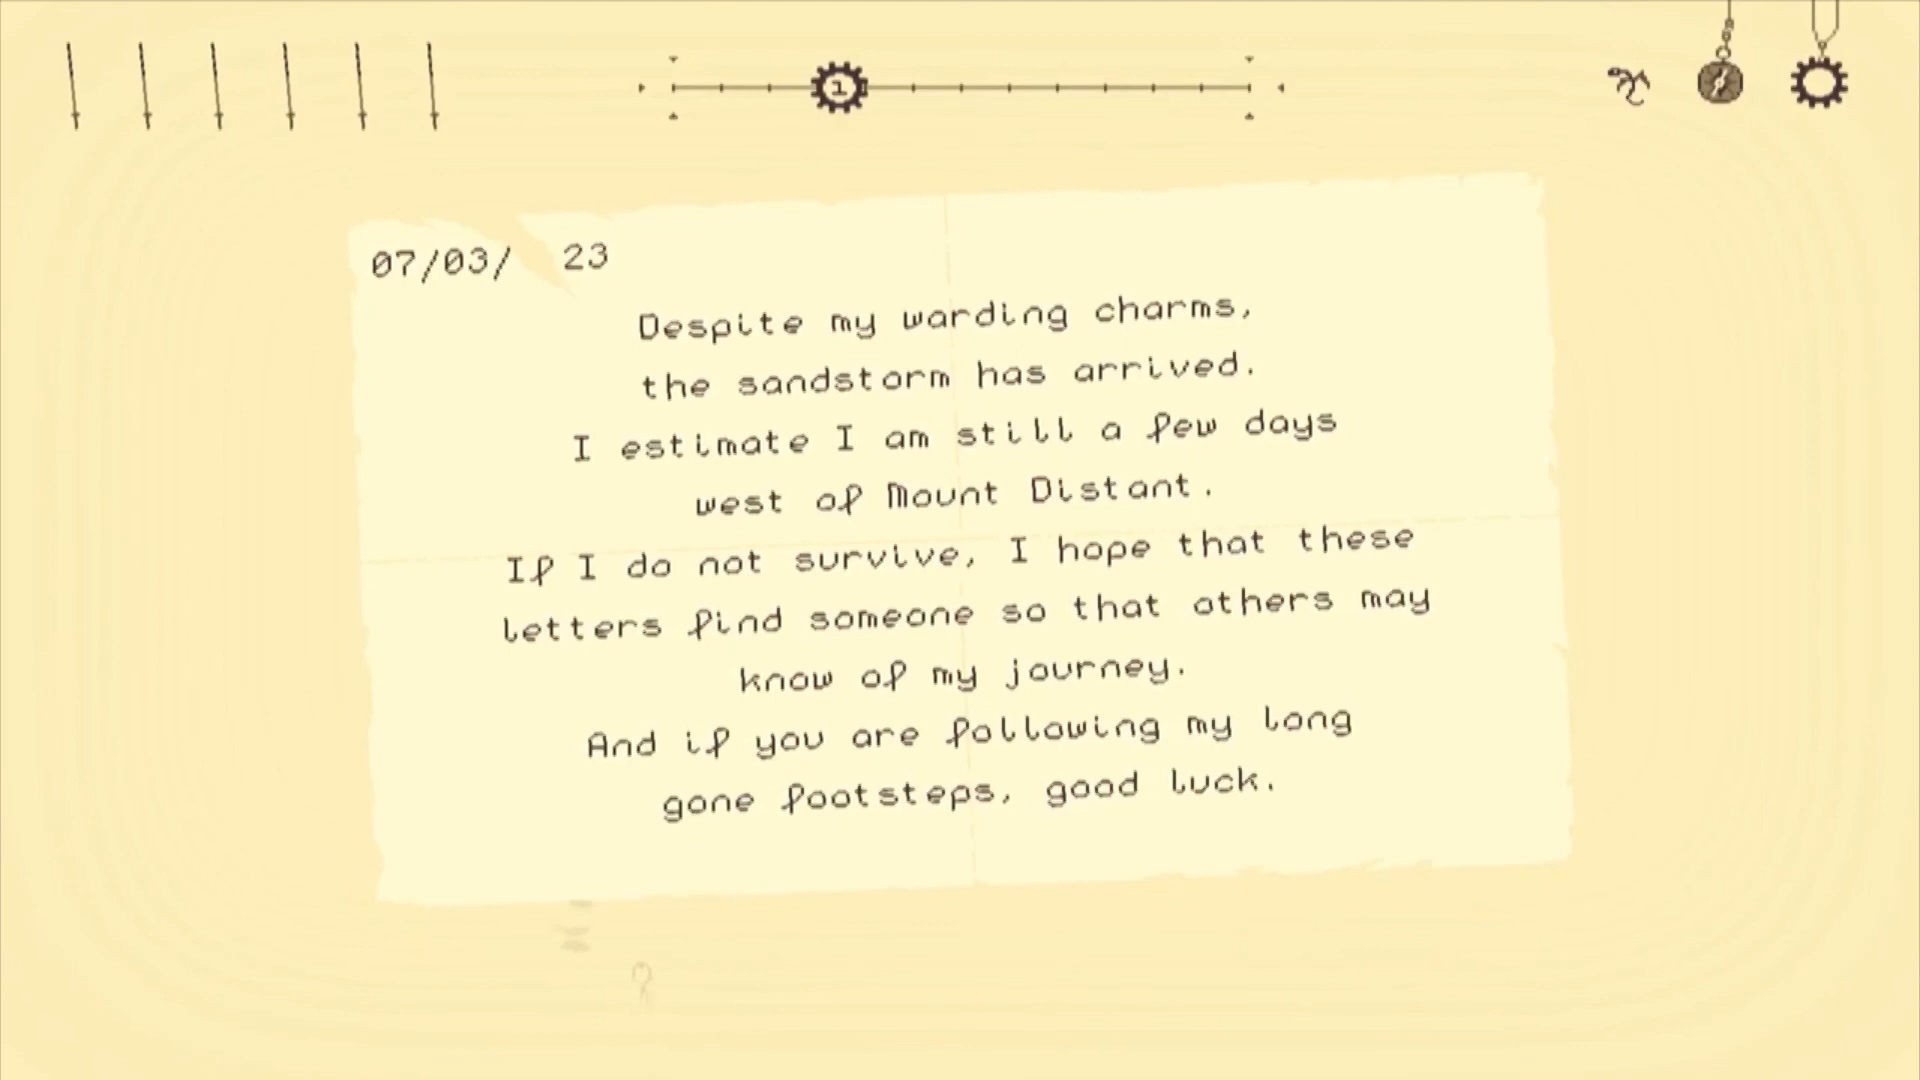 1
07/03/ 23
Despite my warding charms,
the sandstorm has arrived.
I estimate I am still a few days
west of Mount Distant.
If I do not survive, I hope that these
letters find someone so that others may
know of my journey.
And if you are following my long
gone footsteps, good luck.